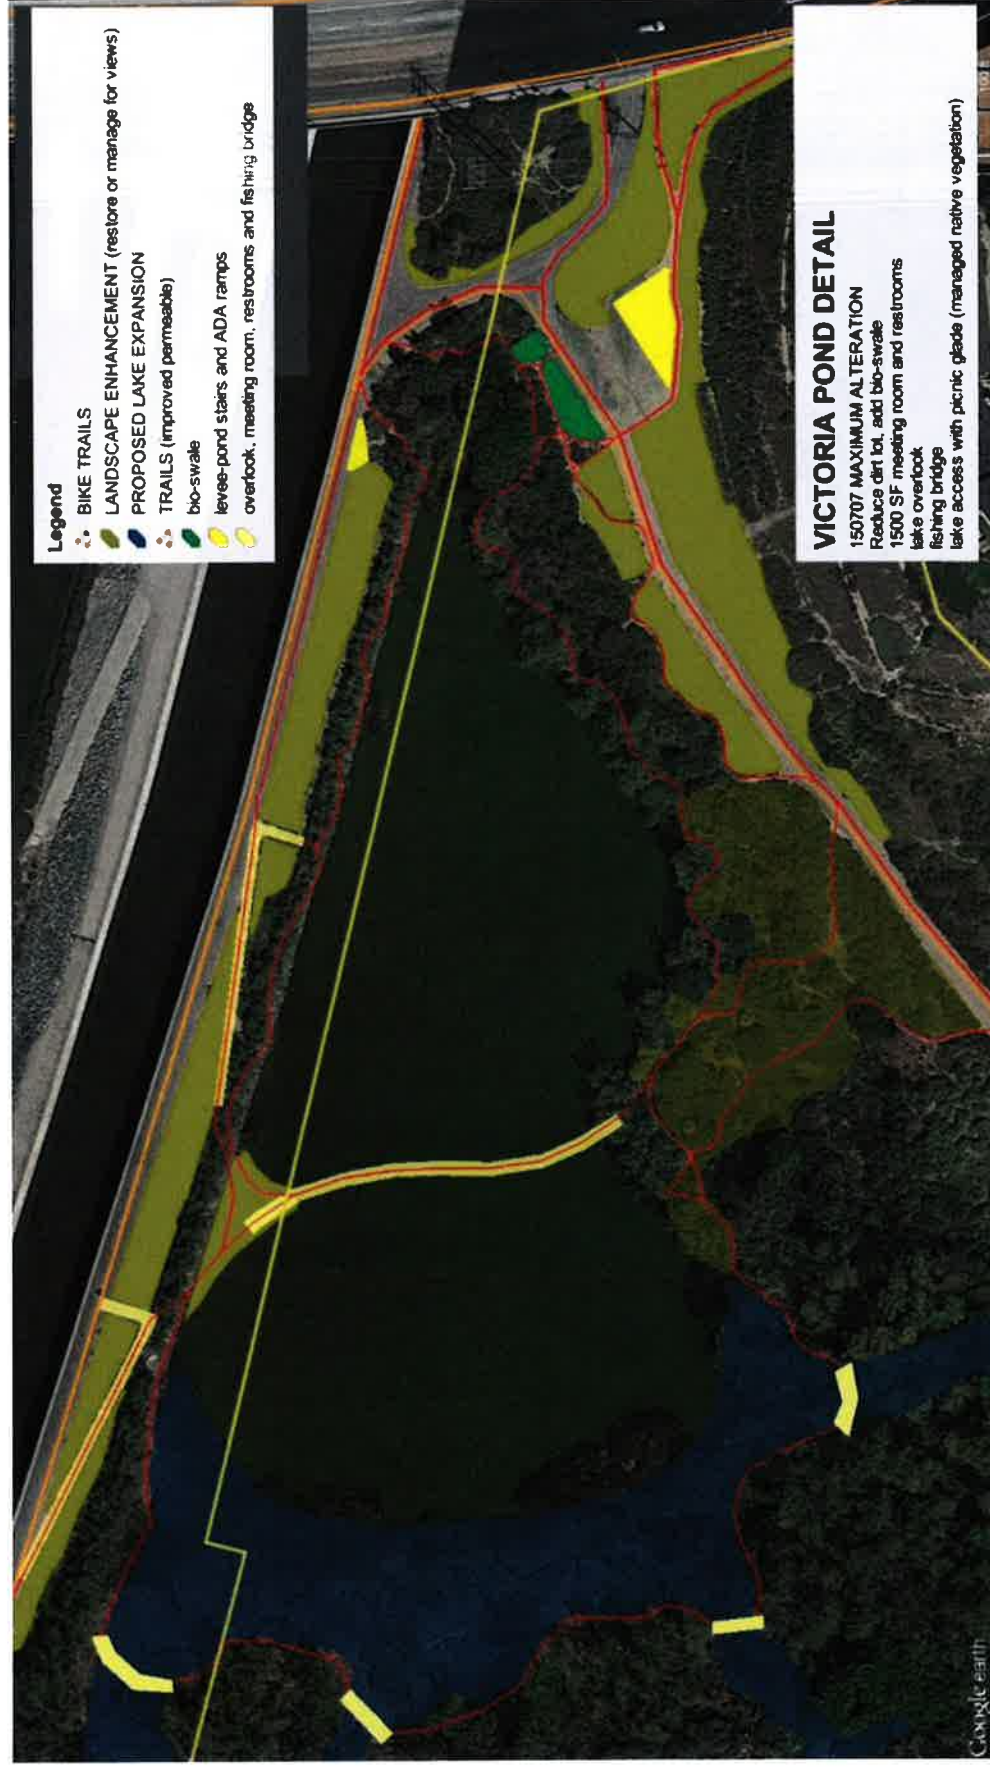 Legend
BIKE TRAILS
LANDSCAPE ENHANCEMENT (restore or manage for views)
PROPOSED LAKE EXPANSION
TRAILS (improved permeable)
bio-swale
levee-pond stairs and ADA ramps
overlook, meeting room, restrooms and fishing bridge
VICTORIA POND DETAIL
150707 MAXIMUM ALTERATION
Reduce dirt lot, add bio-swale
1500 SF meeting room and restrooms
lake overlook
fishing bridge
lake access with picnic glade (managed native vegetation)
Google earth